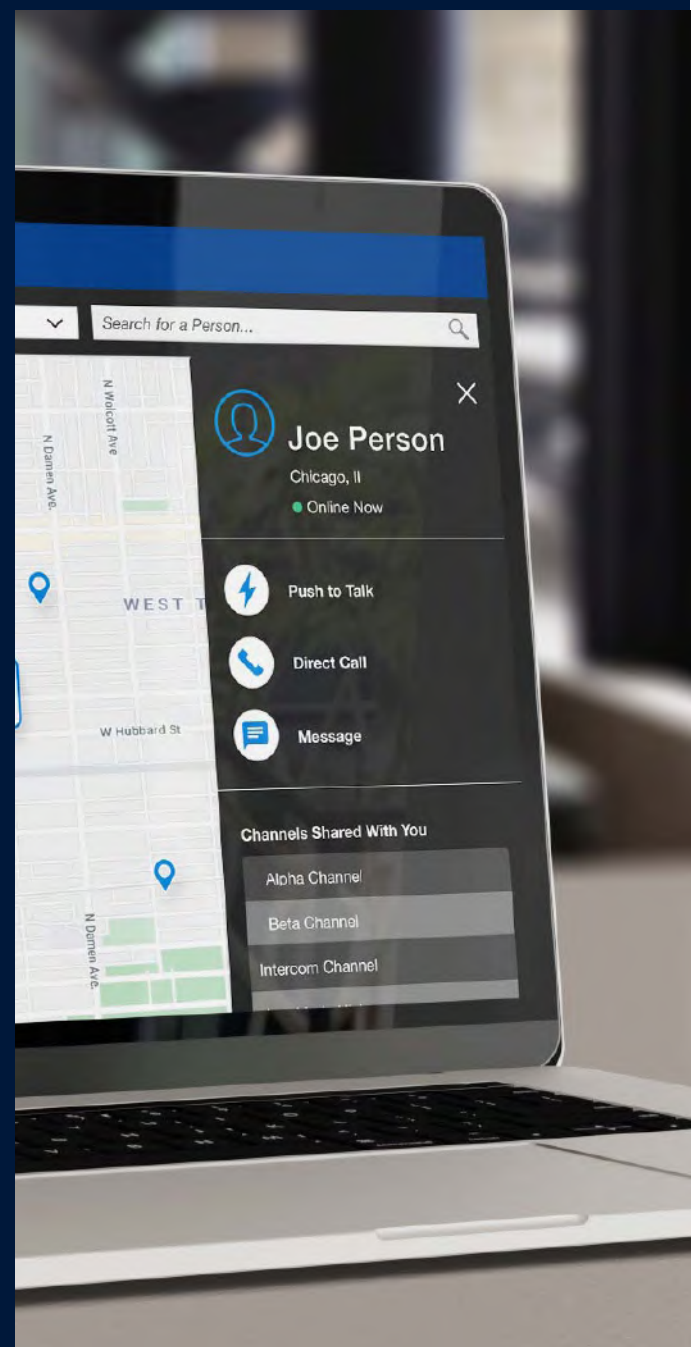 Search for a Person...
N Wolcott Ave
N Damen Ave.
Joe Person
Chicago, Il
Online Now
Push to Talk
WEST T
Direct Call
W Hubbard St
Message
Channels Shared With You
Alpha Channel
Beta Channel
N Damen Ave.
Intercom Channel